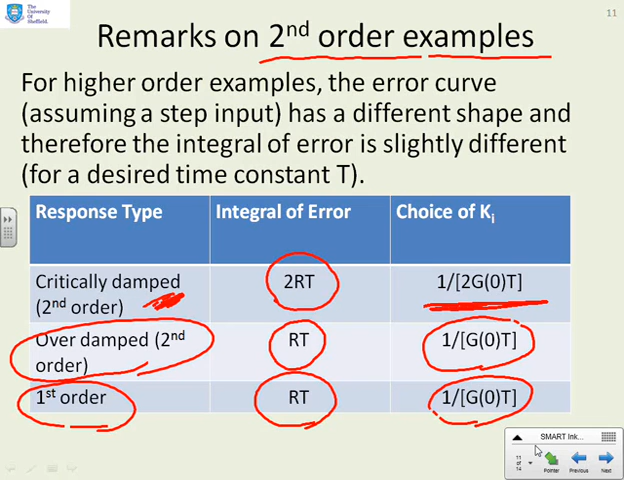 The
University
Of
Sheffield.
11
Remarks on 2nd order examples
For higher order examples, the error curve
(assuming a step input) has a different shape and
therefore the integral of error is slightly different
(for a desired time constant T).
Response Type Integral of Error Choice of Ki
Critically damped 2RT 1/[2G(0)T]
(2nd order)
Over damped (2nd RT 1/[G(0)T]
order)
1st order RT 1/[G(0)T]
SMART Ink...
11
of
14
Pointer Previous Next